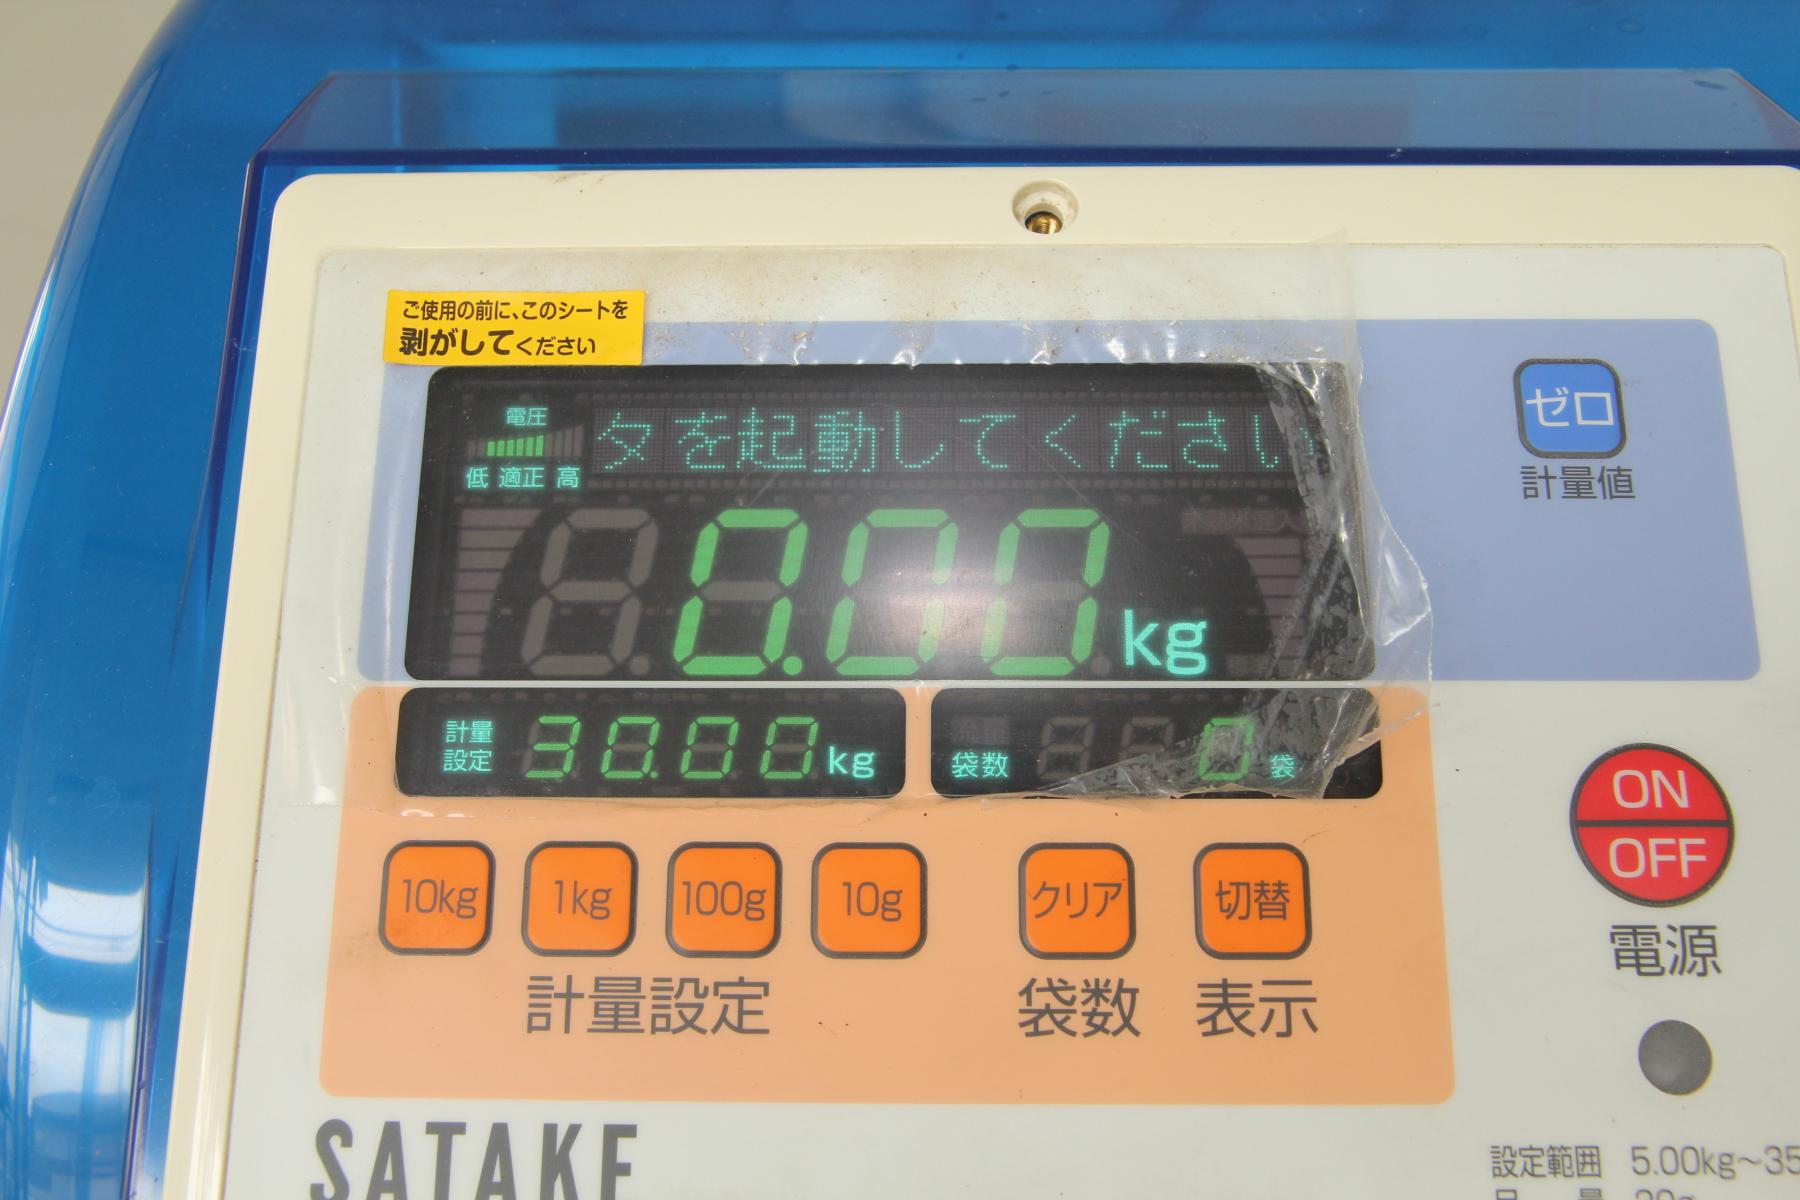 ご使用の前に、このシートを
剥がしてください
電圧
低 適正 高
タを起動してください
0.00 kg
ゼロ
計量値
計量
設定
30.00 kg
袋数 0 袋
10kg
1kg
100g
10g
クリア
切替
計量設定
袋数
表示
ON
OFF
電源
SATAKE
設定範囲 5.00kg～35